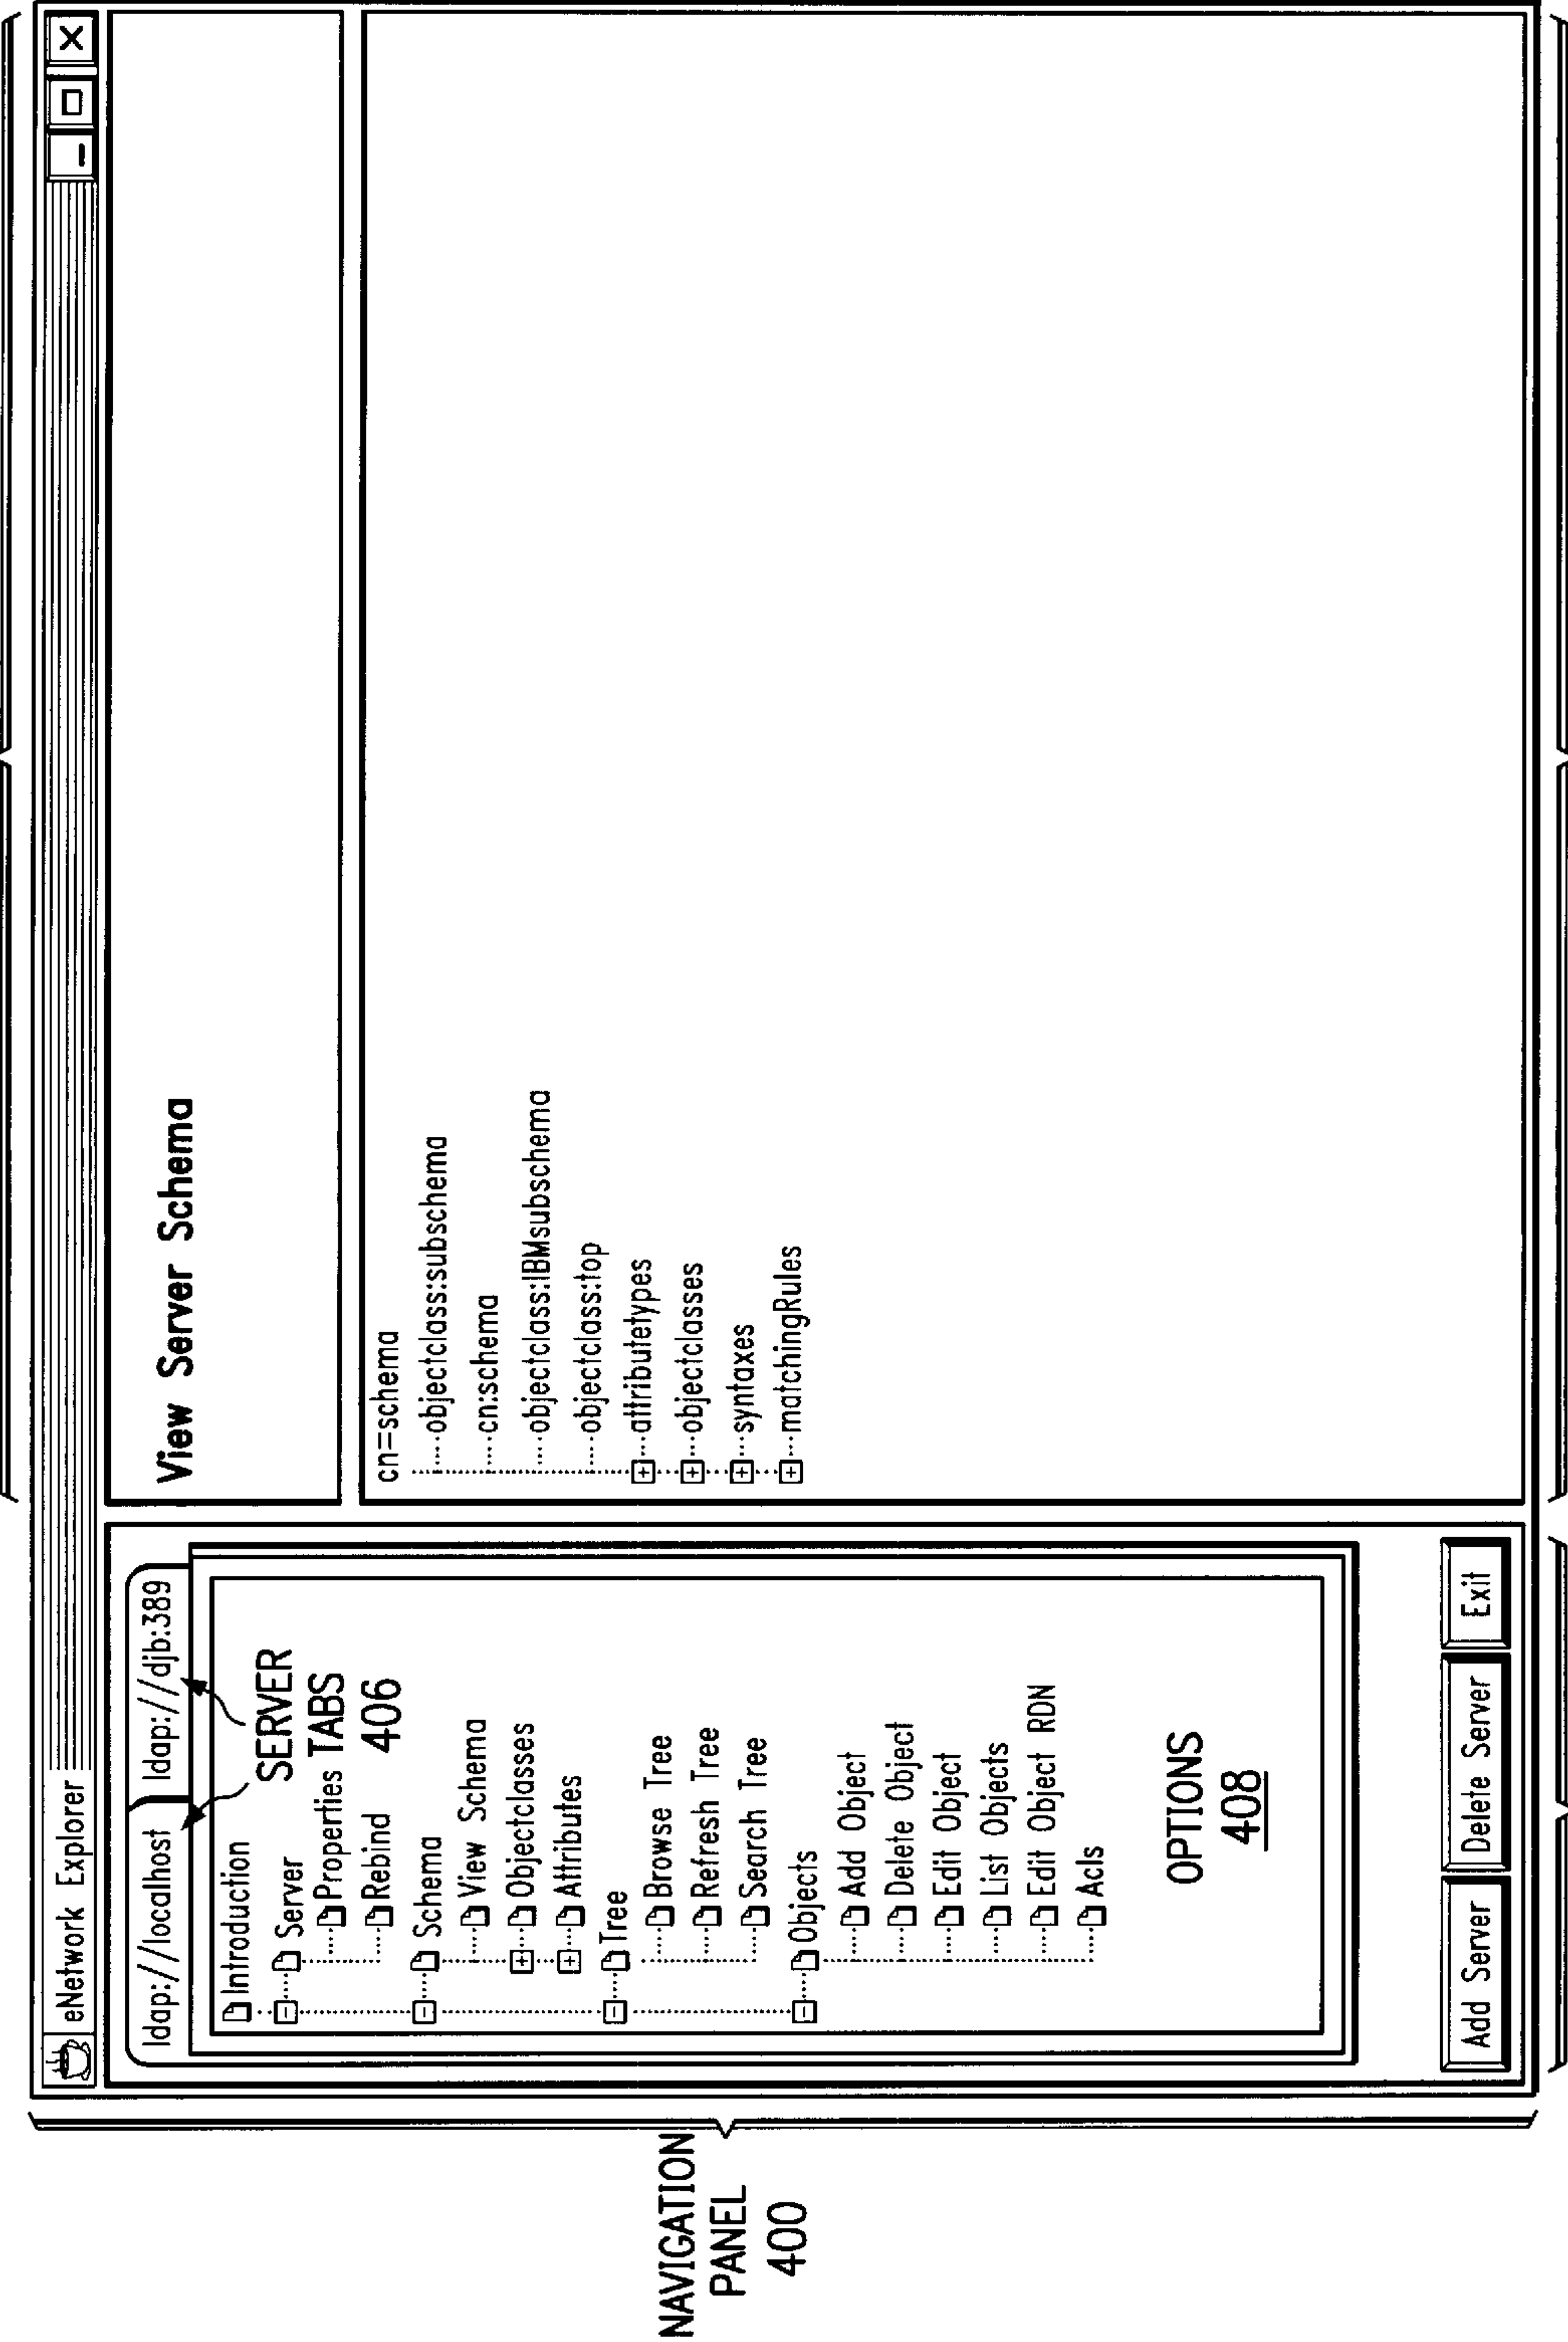 eNetwork Explorer
ldap://localhost
ldap://djb:389
Introduction
Server
Properties
Rebind
Schema
View Schema
Objectclasses
Attributes
Tree
Browse Tree
Refresh Tree
Search Tree
Objects
Add Object
Delete Object
Edit Object
List Objects
Edit Object RDN
Acls
SERVER
TABS
406
OPTIONS
408
Add Server
Delete Server
Exit
View Server Schema
cn=schema
objectclass:subschema
cn:schema
objectclass:IBMsubschema
objectclass:top
attributetypes
objectclasses
syntaxes
matchingRules
NAVIGATION
PANEL
400